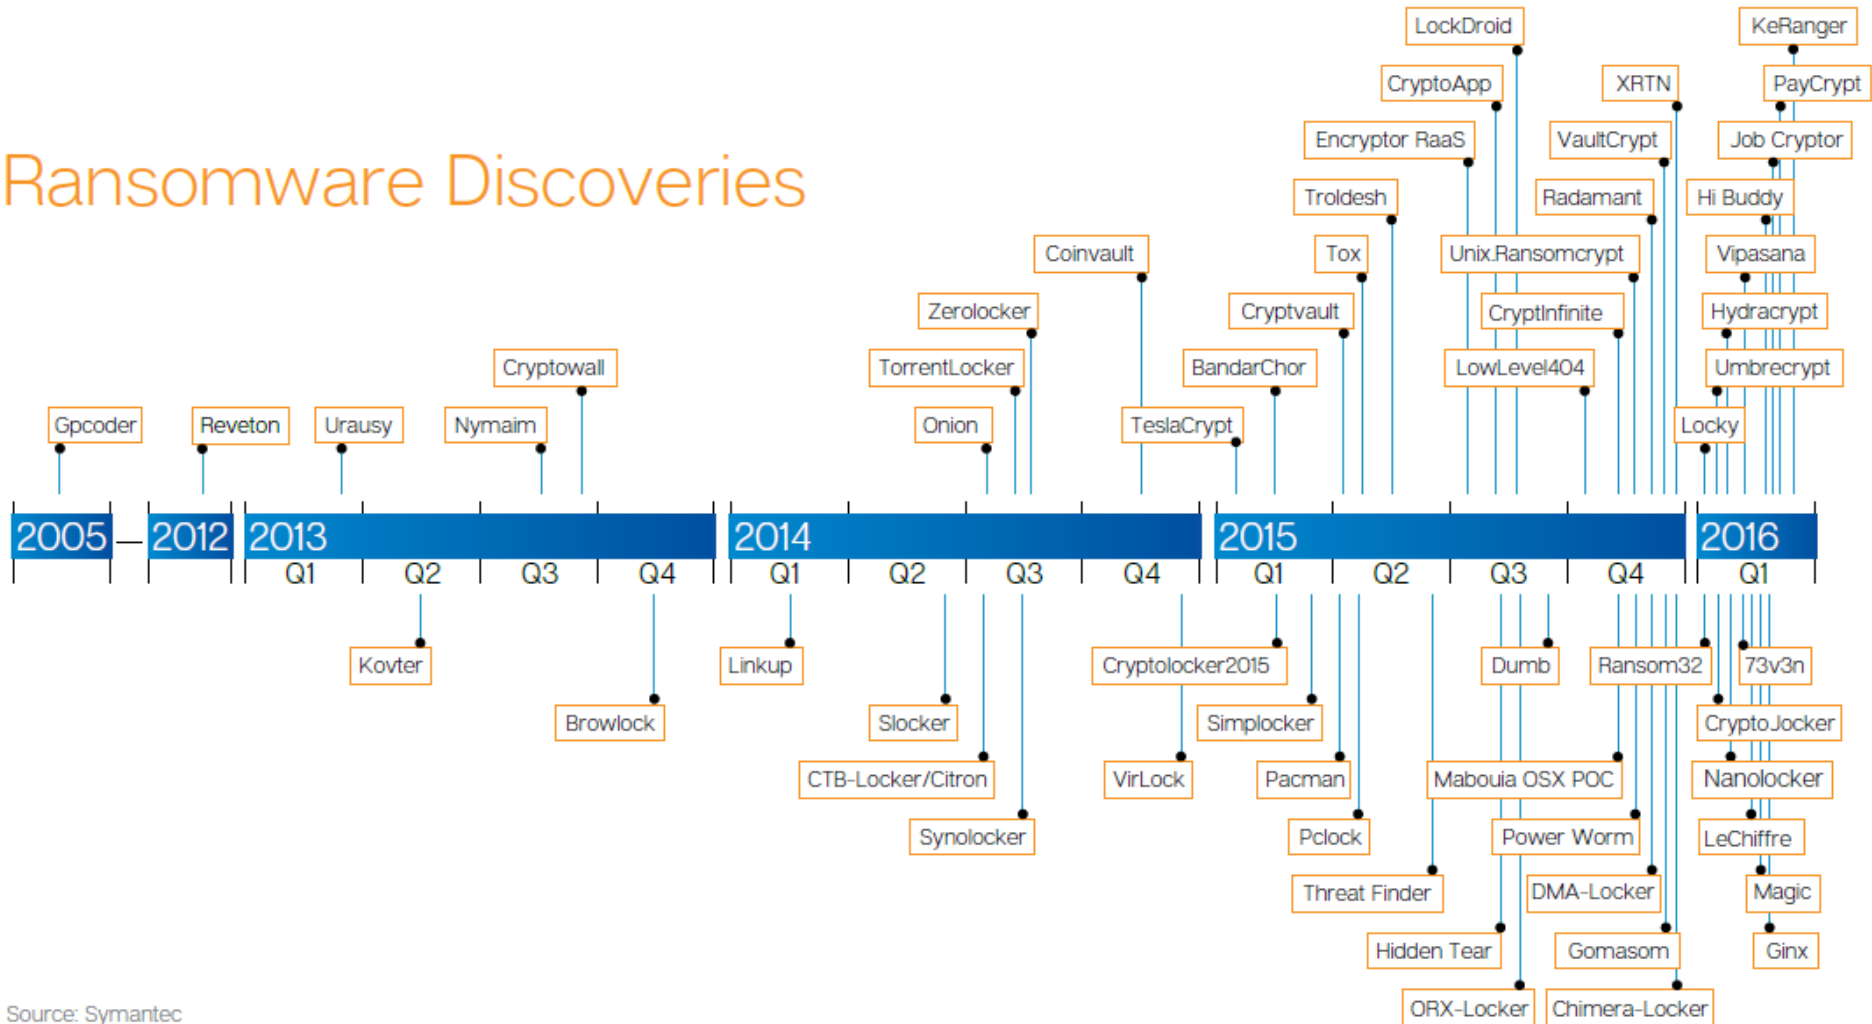 LockDroid
KeRanger
CryptoApp
XRTN
PayCrypt
Encryptor RaaS
VaultCrypt
Job Cryptor
Ransomware Discoveries
Troldesh
Radamant
Hi Buddy
Coinvault
Tox
Unix.Ransomcrypt
Vipasana
Zerolocker
Cryptvault
CryptInfinite
Hydracrypt
Cryptowall
TorrentLocker
BandarChor
LowLevel404
Umbrecrypt
Gpcoder
Reveton
Urausy
Nymaim
Onion
TeslaCrypt
Locky
2005
2012
2013
2014
2015
2016
Q1
Q2
Q3
Q4
Q1
Q2
Q3
Q4
Q1
Q2
Q3
Q4
Q1
Kovter
Linkup
Cryptolocker2015
Dumb
Ransom32
73v3n
Browlock
Slocker
Simplocker
CryptoJocker
CTB-Locker/Citron
VirLock
Pacman
Mabouia OSX POC
Nanolocker
Synolocker
Pclock
Power Worm
LeChiffre
Threat Finder
DMA-Locker
Magic
Hidden Tear
Gomasom
Ginx
ORX-Locker
Chimera-Locker
Source: Symantec